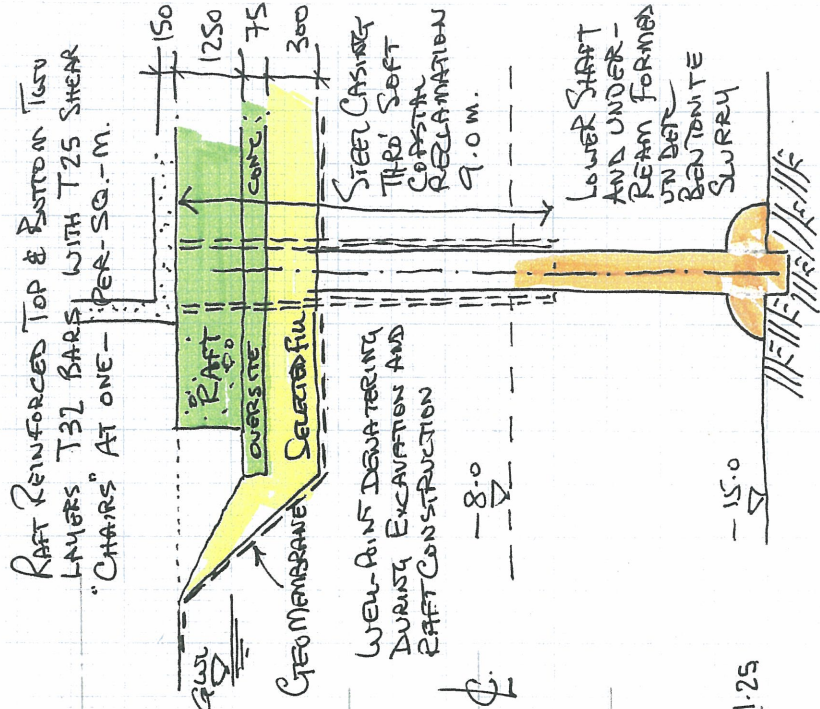 RAFT REINFORCED TOP & BOTTOM TWO
LAYERS T32 BARS WITH T25 SHEAR
"CHAIRS" AT ONE-PER-SQ.-M.
150
1250
75
300
RAFT
OVERSITE CONC.
SELECTED FILL
GWL
GEOMEMBRANE
STEEL CASING
THRO' SOFT
COASTAL
RECLAMATION
9.0 m.
WELL-POINT DEWATERING
DURING EXCAVATION AND
RAFT CONSTRUCTION
-8.0
LOWER SHAFT
AND UNDER-
REAM FORMED
UNDER
BENTONITE
SLURRY
-15.0
1.25